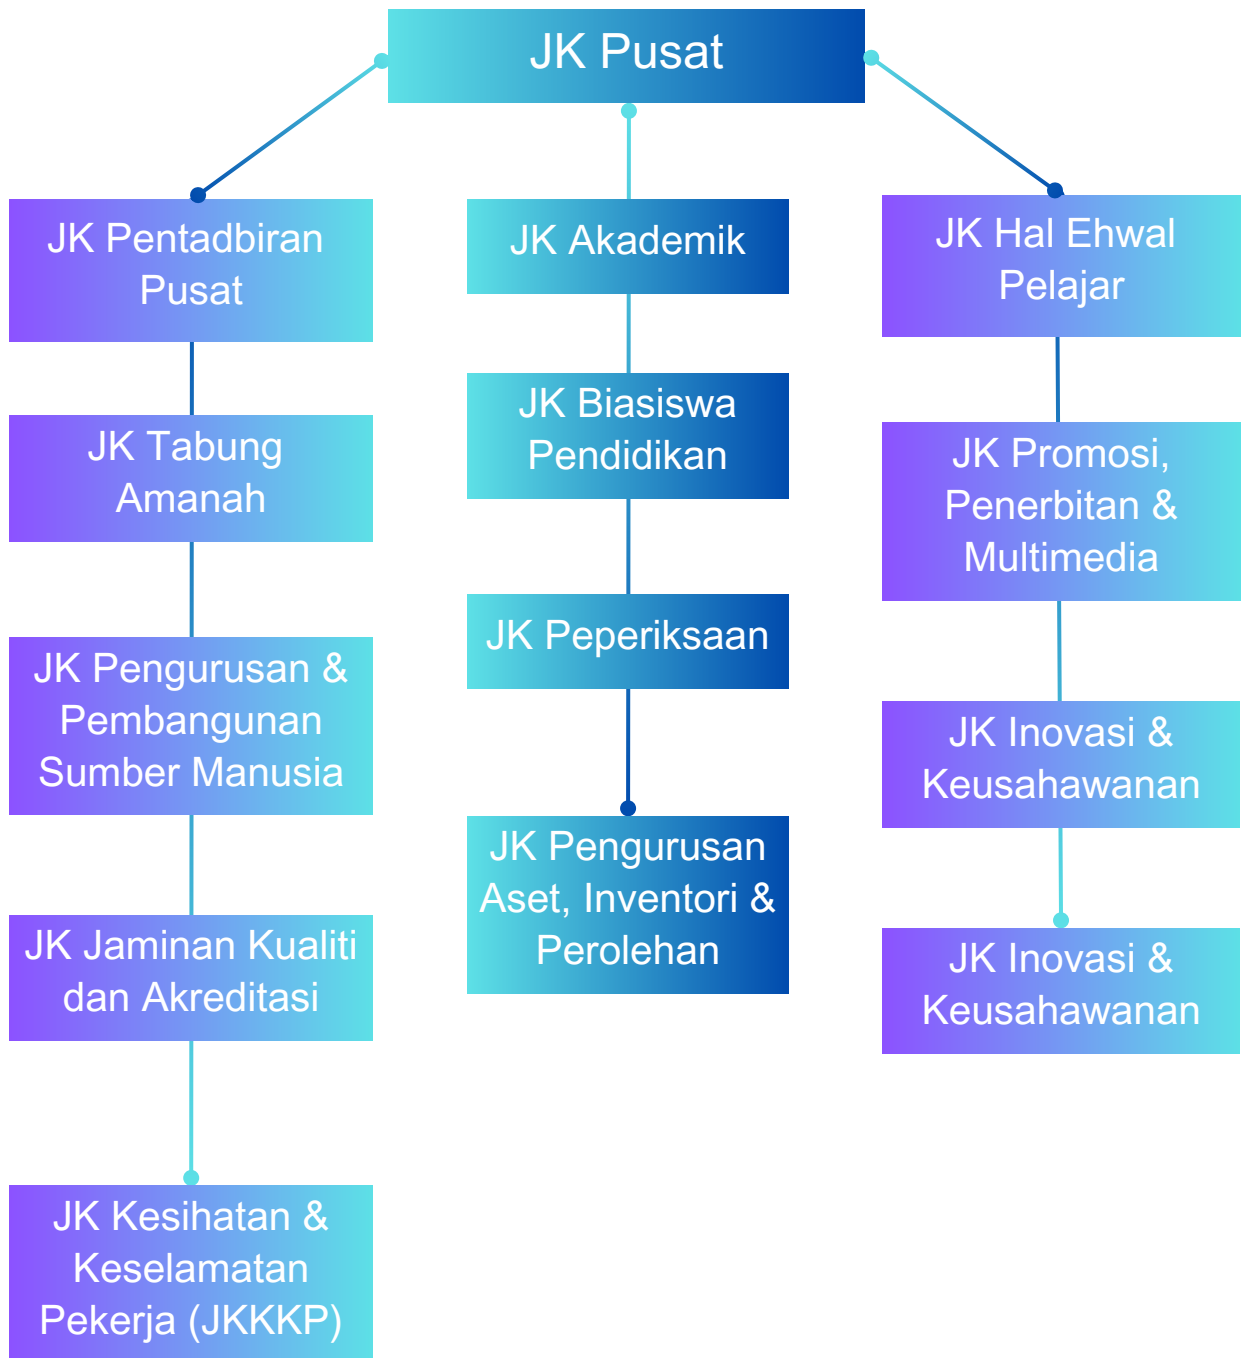 JK Pusat
JK Pentadbiran
Pusat
JK Tabung
Amanah
JK Pengurusan &
Pembangunan
Sumber Manusia
JK Jaminan Kualiti
dan Akreditasi
JK Kesihatan &
Keselamatan
Pekerja (JKKKP)
JK Akademik
JK Biasiswa
Pendidikan
JK Peperiksaan
JK Pengurusan
Aset, Inventori &
Perolehan
JK Hal Ehwal
Pelajar
JK Promosi,
Penerbitan &
Multimedia
JK Inovasi &
Keusahawanan
JK Inovasi &
Keusahawanan